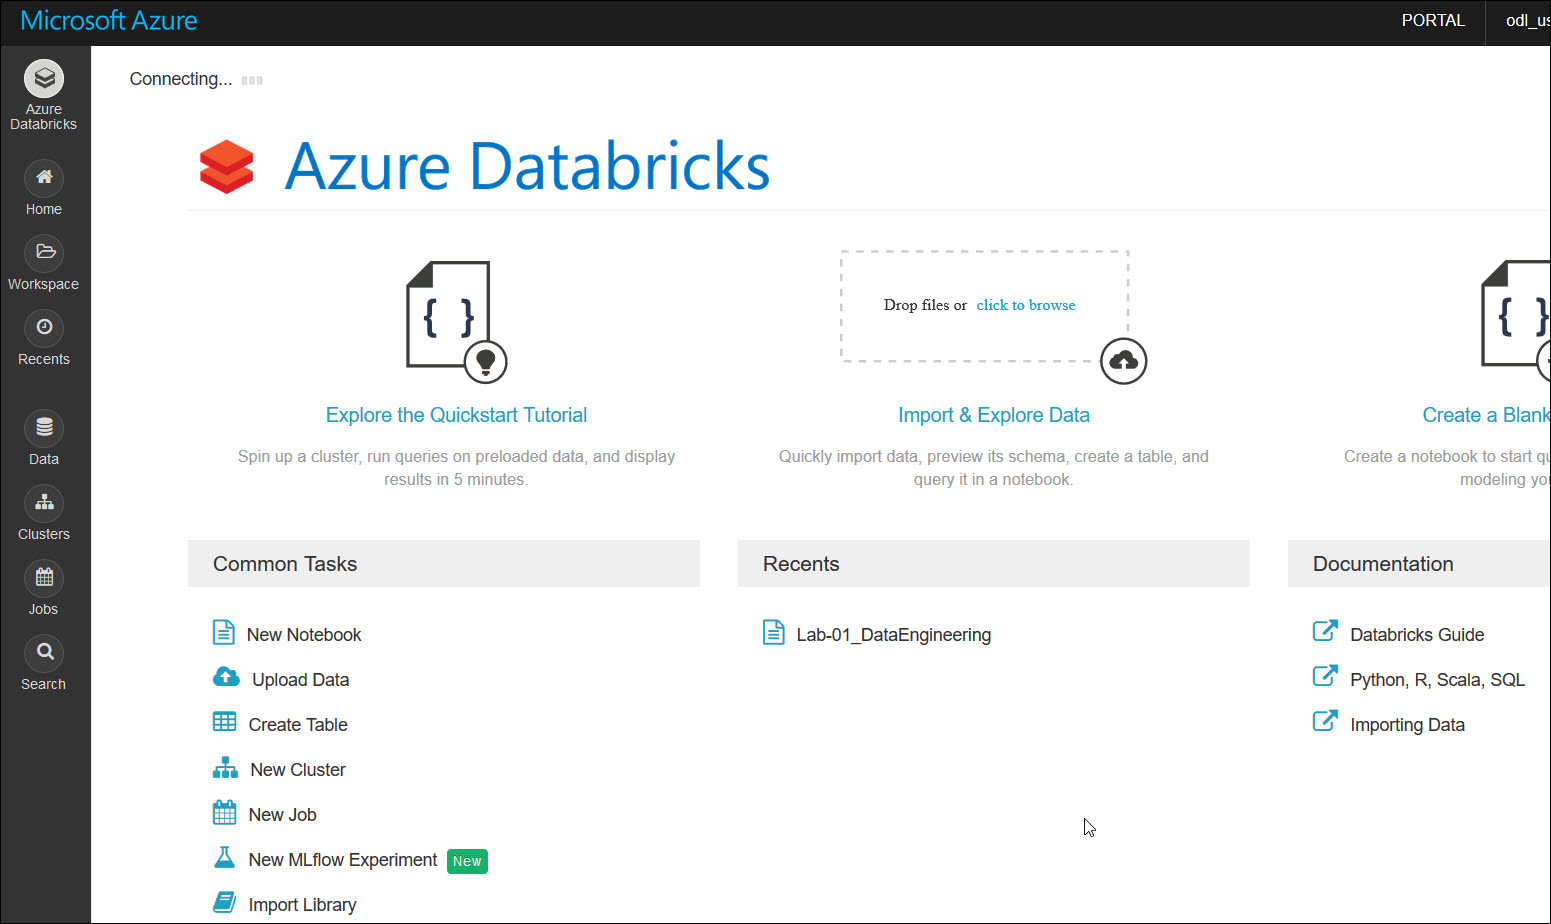 Microsoft Azure
PORTAL
odl_us
Azure
Databricks
Home
Workspace
Recents
Data
Clusters
Jobs
Search
Connecting...
Azure Databricks
{ }
Explore the Quickstart Tutorial
Spin up a cluster, run queries on preloaded data, and display
results in 5 minutes.
Drop files or click to browse
Import & Explore Data
Quickly import data, preview its schema, create a table, and
query it in a notebook.
{ }
Create a Blank
Create a notebook to start qu
modeling yo
Common Tasks
New Notebook
Upload Data
Create Table
New Cluster
New Job
New MLflow Experiment New
Import Library
Recents
Lab-01_DataEngineering
Documentation
Databricks Guide
Python, R, Scala, SQL
Importing Data